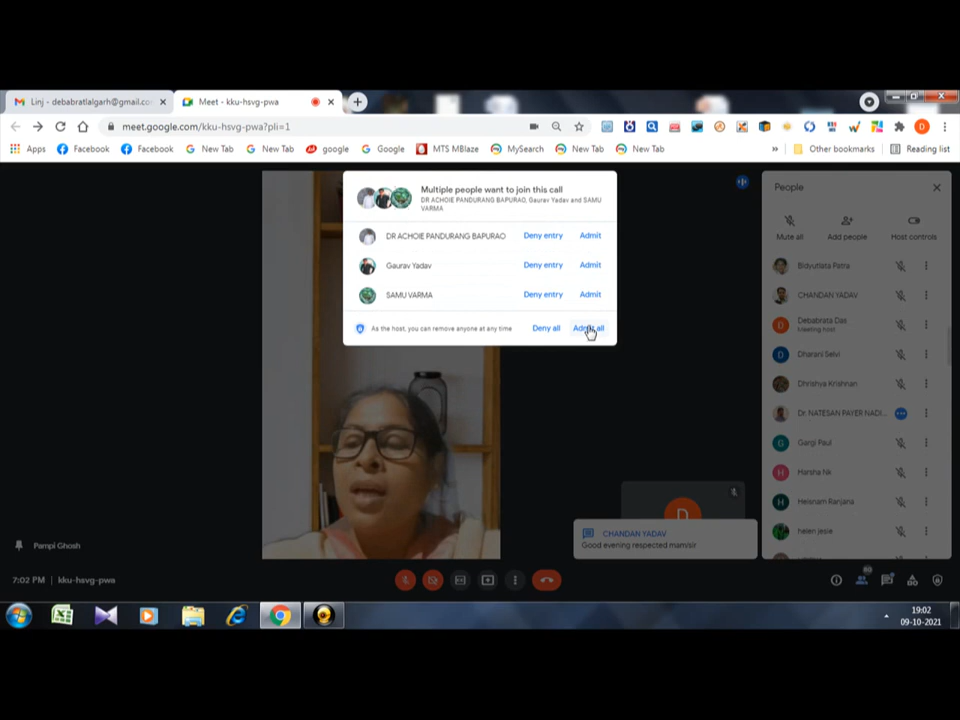 Linj - debabratlalgarh@gmail.co
Meet - kku-hsvg-pwa
meet.google.com/kku-hsvg-pwa?pli=1
Apps
Facebook
Facebook
New Tab
New Tab
google
Google
MTS MBlaze
MySearch
New Tab
New Tab
»
Other bookmarks
Reading list
Multiple people want to join this call
DR ACHOIE PANDURANG BAPURAO, Gaurav Yadav and SAMU
VARMA
DR ACHOIE PANDURANG BAPURAO
Deny entry
Admit
Gaurav Yadav
Deny entry
Admit
SAMU VARMA
Deny entry
Admit
As the host, you can remove anyone at any time
Deny all
Admit all
People
Mute all
Add people
Host controls
Bidyutlata Patra
CHANDAN YADAV
Debabrata Das
Meeting host
D
Dharani Selvi
D
Dhrishya Krishnan
Dr. NATESAN PAYER NADI...
G
Gargi Paul
H
Harsha Nk
H
Heisnam Ranjana
helen jesie
D
CHANDAN YADAV
Good evening respected mam/sir
Pampi Ghosh
7:02 PM | kku-hsvg-pwa
19:02
09-10-2021